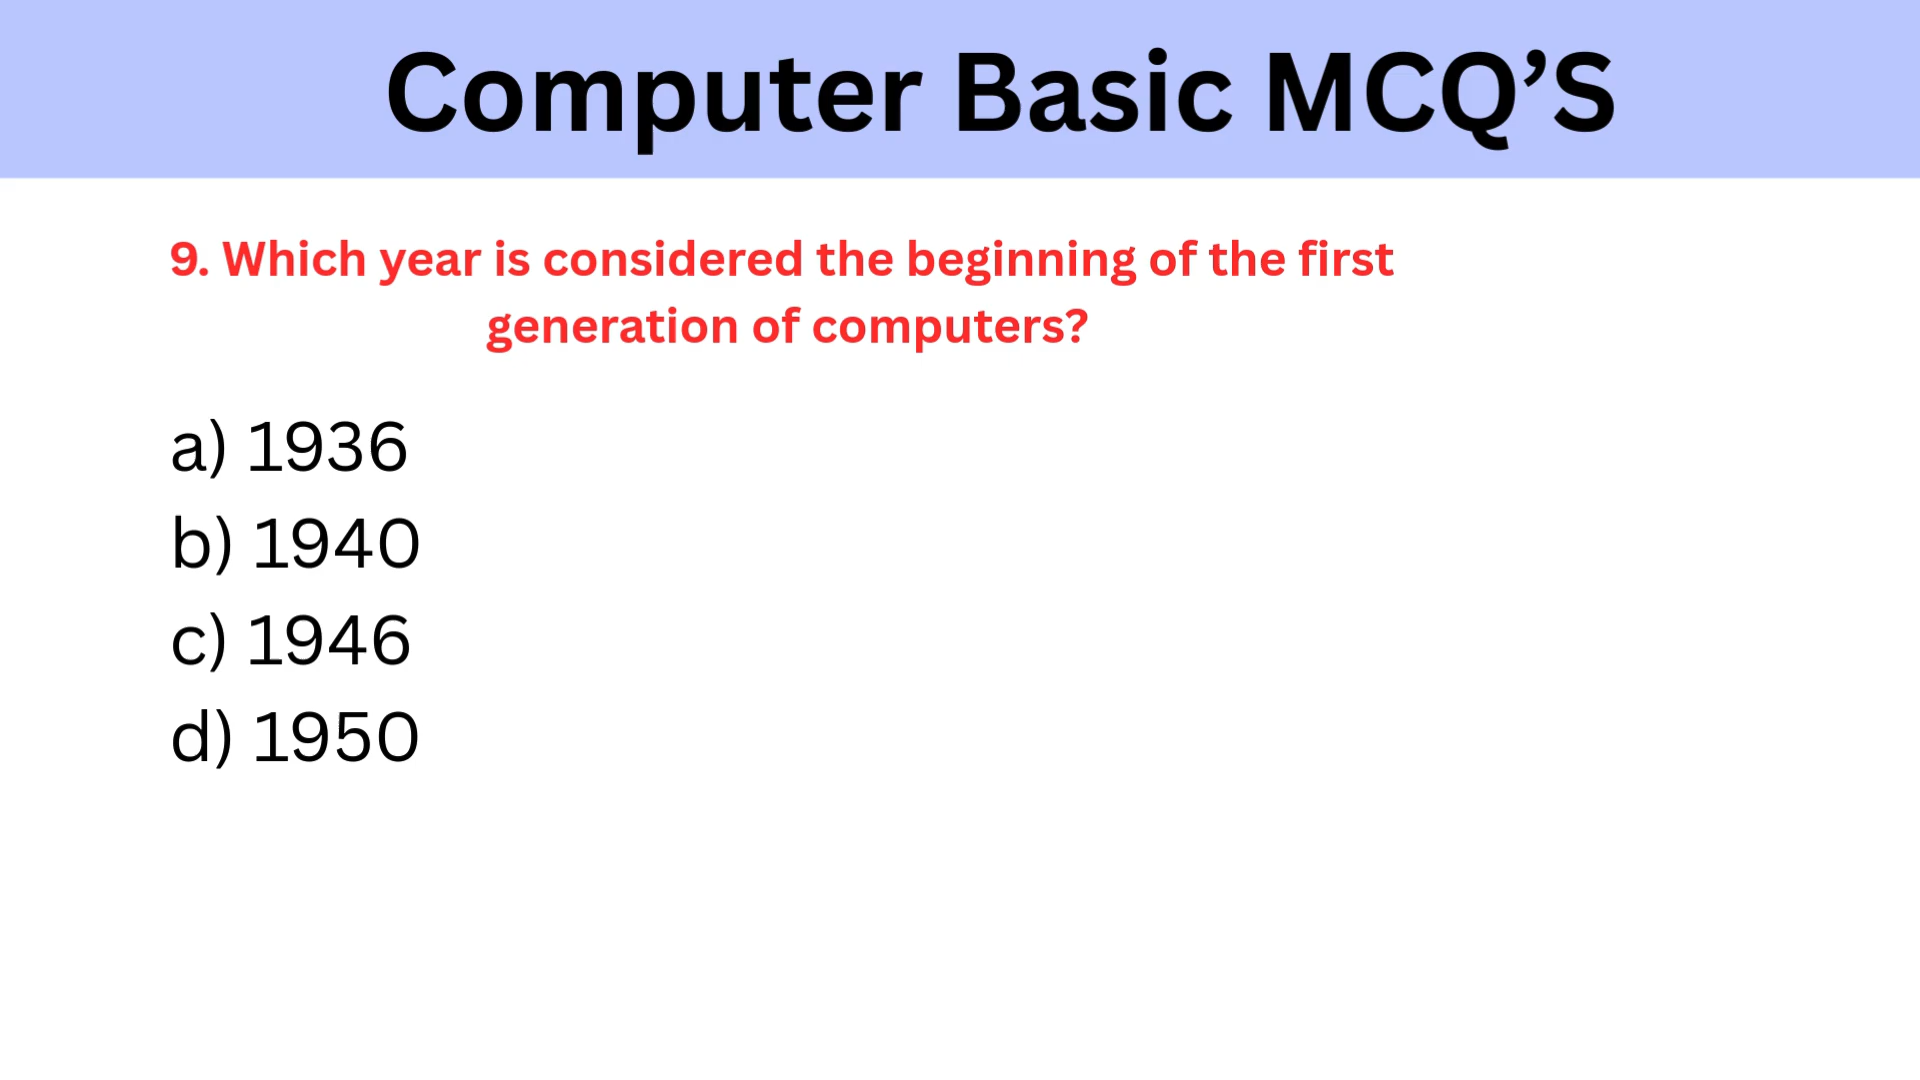 Computer Basic MCQ’S
9. Which year is considered the beginning of the first
generation of computers?
a) 1936
b) 1940
c) 1946
d) 1950